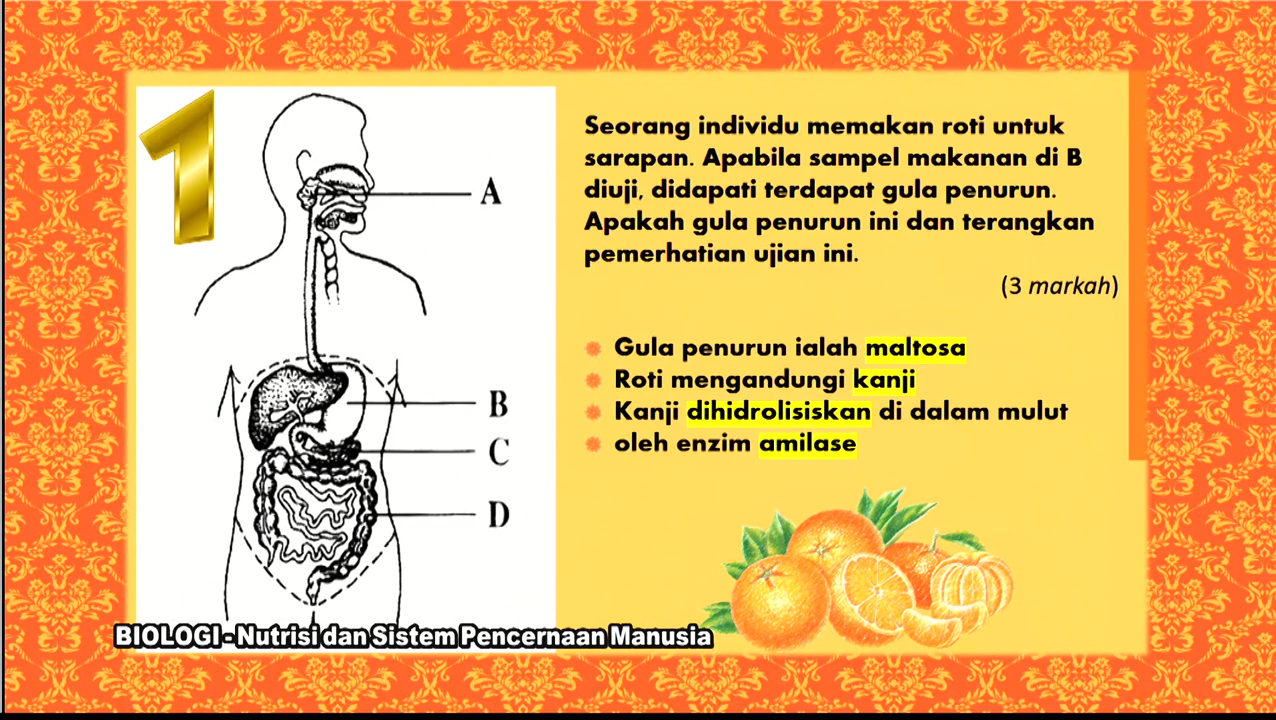 1
A
B
C
D
Seorang individu memakan roti untuk
sarapan. Apabila sampel makanan di B
diuji, didapati terdapat gula penurun.
Apakah gula penurun ini dan terangkan
pemerhatian ujian ini.
(3 markah)
Gula penurun ialah maltosa
Roti mengandungi kanji
Kanji dihidrolisiskan di dalam mulut
oleh enzim amilase
BIOLOGI - Nutrisi dan Sistem Pencernaan Manusia